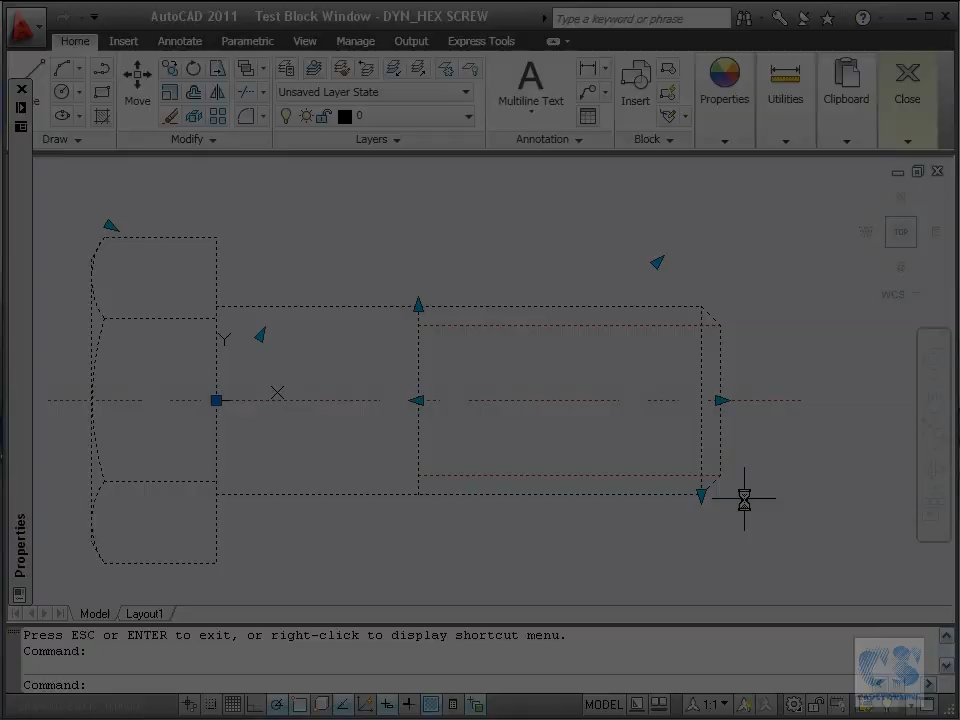 AutoCAD 2011 Test Block Window - DYN_HEX SCREW
Type a keyword or phrase
Home Insert Annotate Parametric View Manage Output Express Tools
Move
Unsaved Layer State
0
Multiline Text
Insert
Properties
Utilities
Clipboard
Close
Draw
Modify
Layers
Annotation
Block
TOP
WCS
Y
X
Properties
Model Layout1
Press ESC or ENTER to exit, or right-click to display shortcut menu.
Command:
Command:
MODEL
1:1
CS